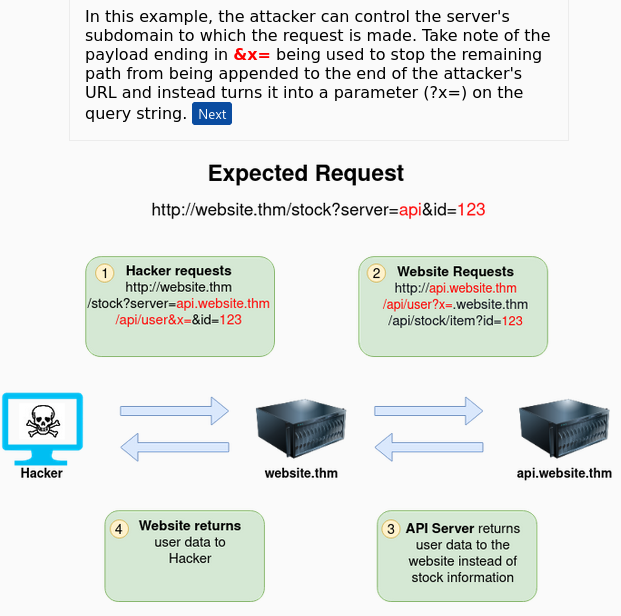 In this example, the attacker can control the server's
subdomain to which the request is made. Take note of the
payload ending in &x= being used to stop the remaining
path from being appended to the end of the attacker's
URL and instead turns it into a parameter (?x=) on the
query string. Next
Expected Request
http://website.thm/stock?server=api&id=123
1 Hacker requests
http://website.thm
/stock?server=api.website.thm
/api/user&x=&id=123
2 Website Requests
http://api.website.thm
/api/user?x=.website.thm
/api/stock/item?id=123
Hacker
website.thm
api.website.thm
4 Website returns
user data to
Hacker
3 API Server returns
user data to the
website instead of
stock information